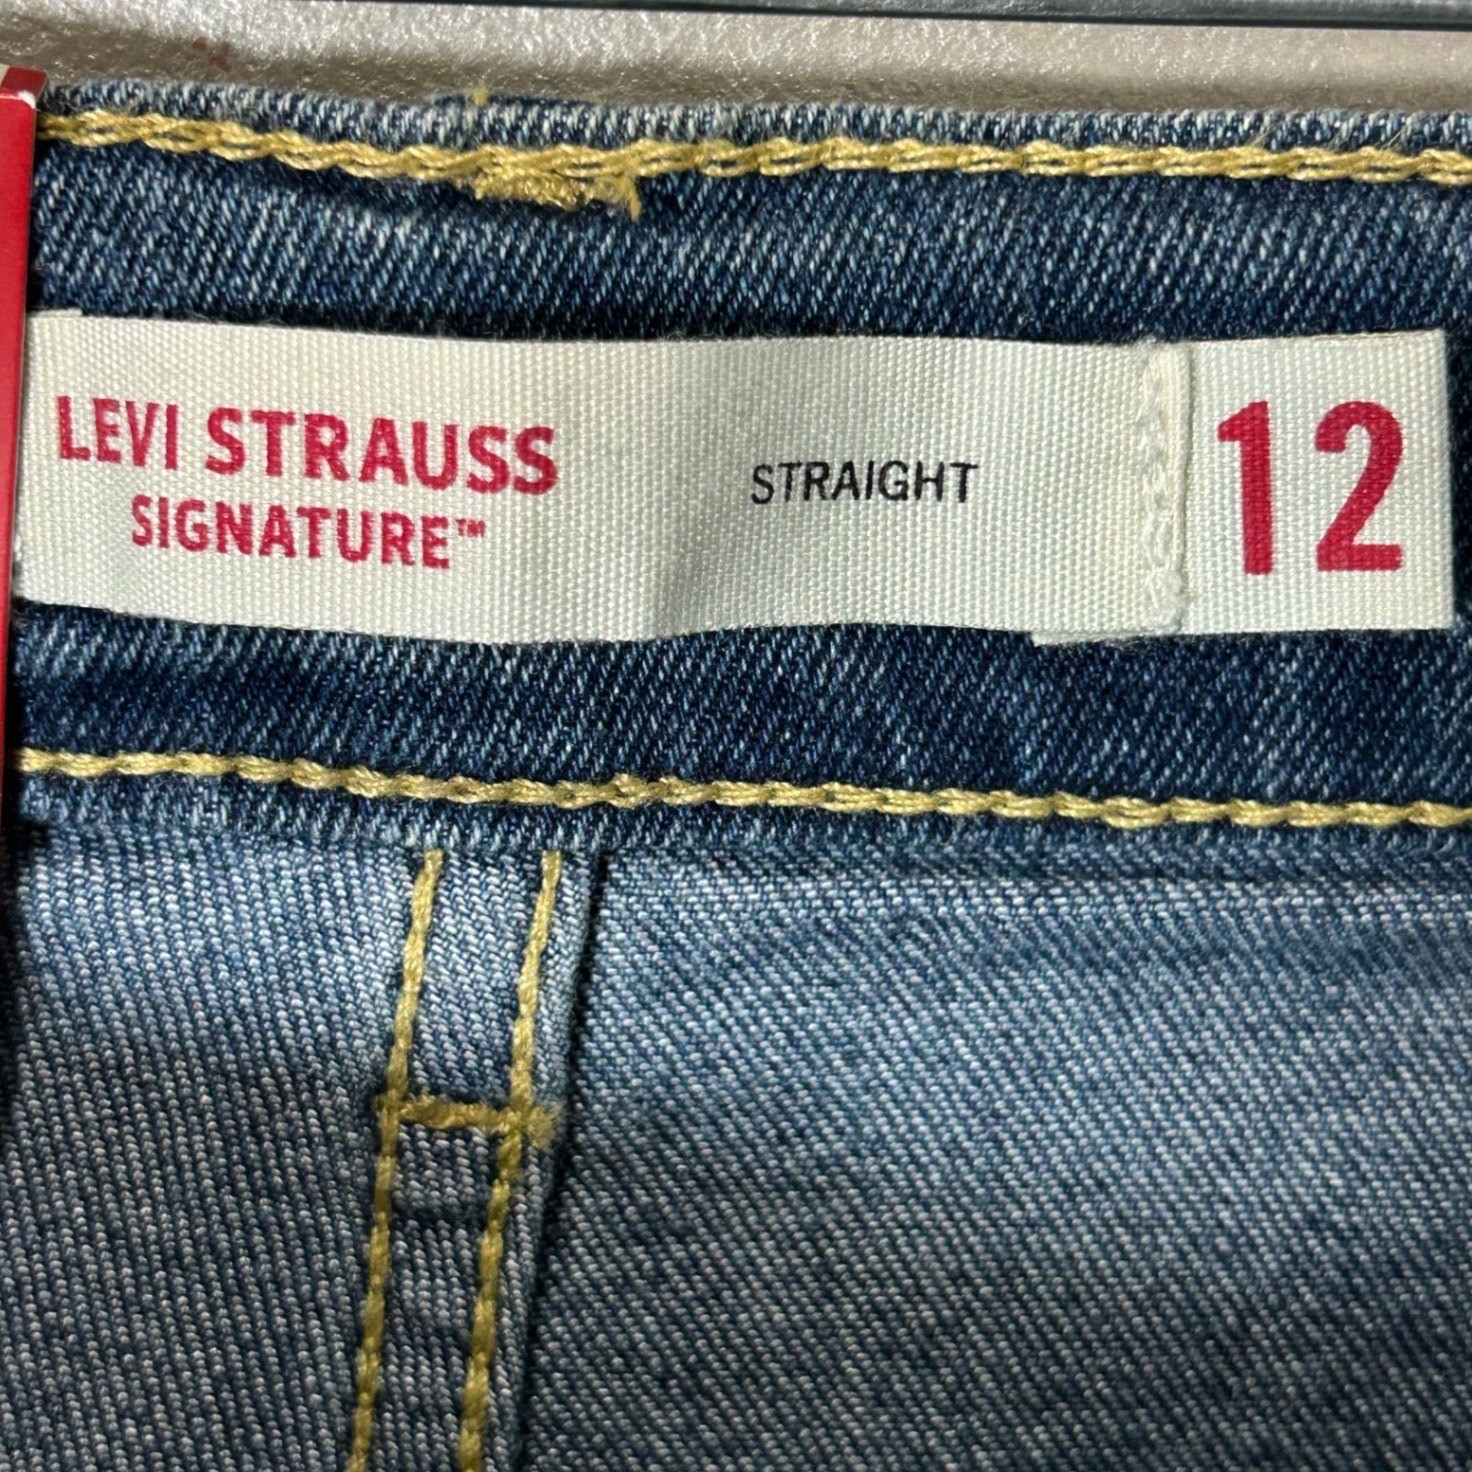 LEVI STRAUSS
SIGNATURE™
STRAIGHT
12